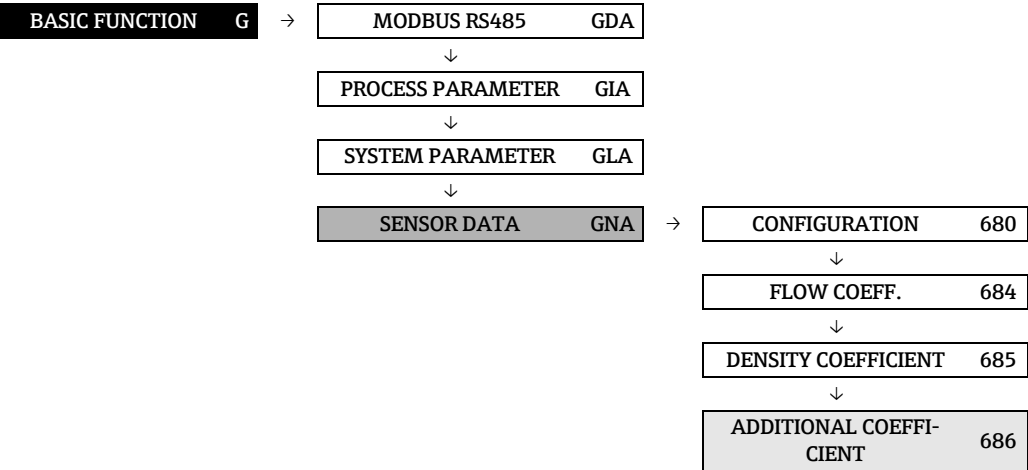 BASIC FUNCTION G → MODBUS RS485 GDA
↓
PROCESS PARAMETER GIA
↓
SYSTEM PARAMETER GLA
↓
SENSOR DATA GNA → CONFIGURATION 680
↓
FLOW COEFF. 684
↓
DENSITY COEFFICIENT 685
↓
ADDITIONAL COEFFI-
CIENT 686